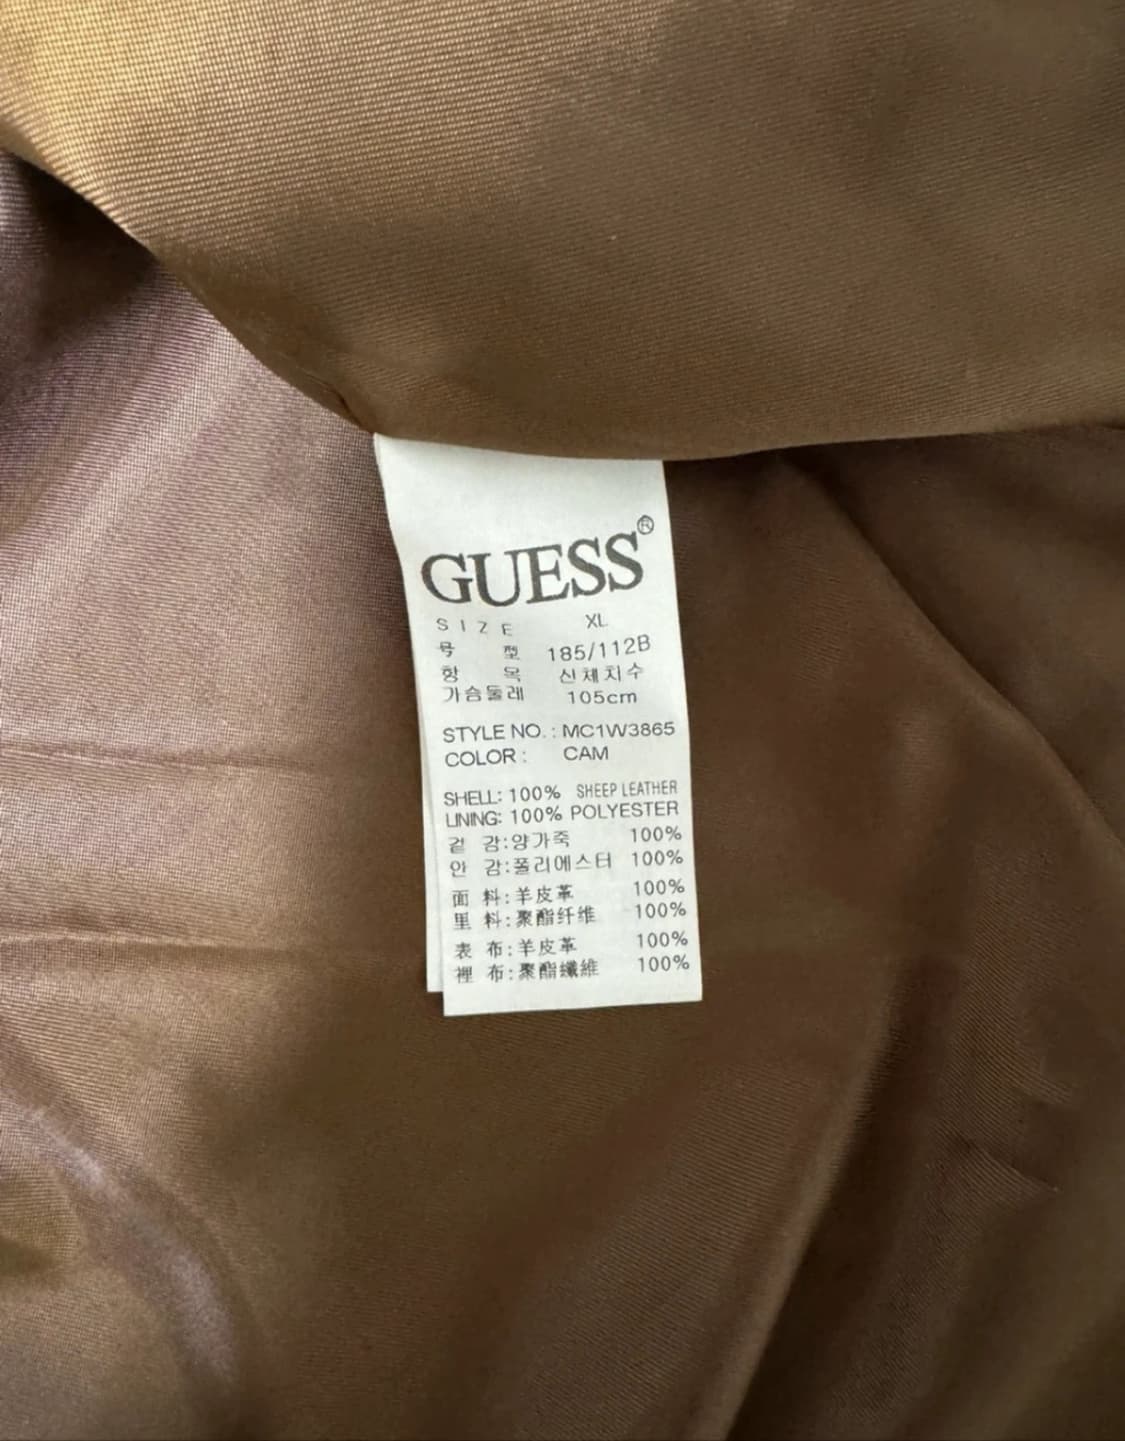 GUESS®
SIZE XL
号 型 185/112B
항 목 신체치수
가슴둘레 105cm
STYLE NO. : MC1W3865
COLOR : CAM
SHELL: 100% SHEEP LEATHER
LINING: 100% POLYESTER
겉 감:양가죽 100%
안 감:폴리에스터 100%
面 料:羊皮革 100%
里 料:聚酯纤维 100%
表 布:羊皮革 100%
裡 布:聚酯纖維 100%